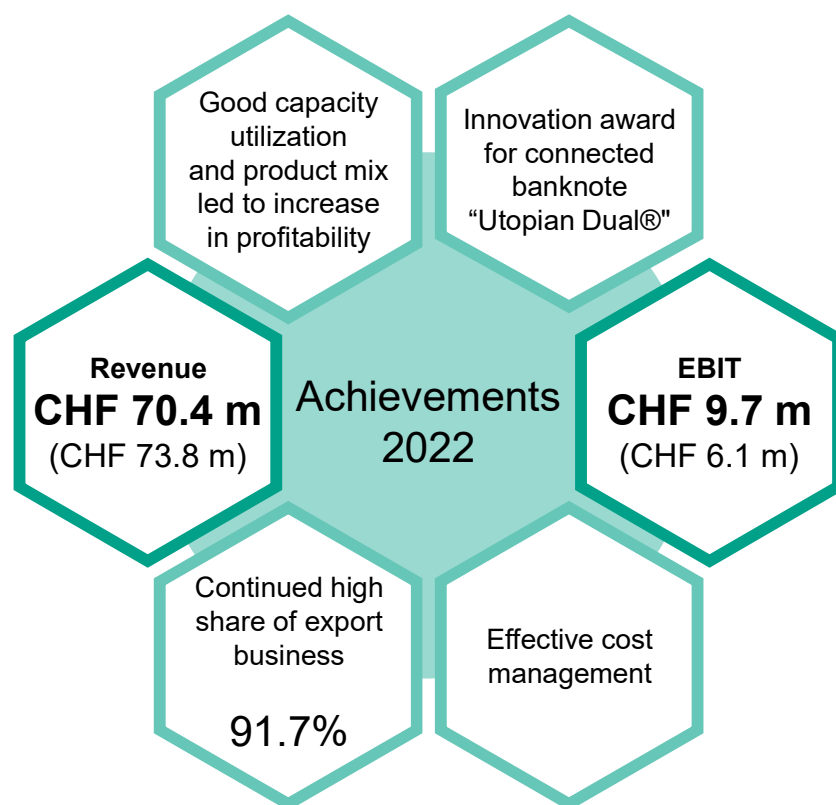 Good capacity
utilization
and product mix
led to increase
in profitability
Innovation award
for connected
banknote
“Utopian Dual®"
Revenue
CHF 70.4 m
(CHF 73.8 m)
Achievements
2022
EBIT
CHF 9.7 m
(CHF 6.1 m)
Continued high
share of export
business
91.7%
Effective cost
management